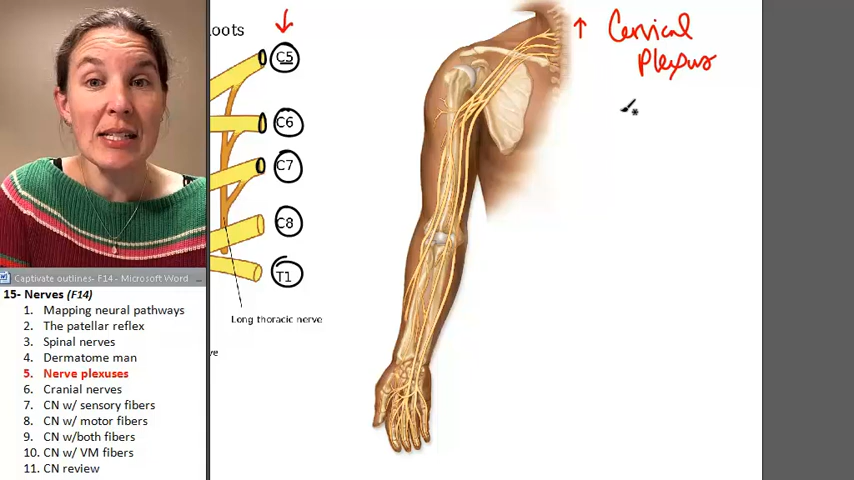 oots
C5
C6
C7
C8
T1
Long thoracic nerve
ve
↑ Cervical
Plexus
Captivate outlines- F14 - Microsoft Word
15- Nerves (F14)
1. Mapping neural pathways
2. The patellar reflex
3. Spinal nerves
4. Dermatome man
5. Nerve plexuses
6. Cranial nerves
7. CN w/ sensory fibers
8. CN w/ motor fibers
9. CN w/both fibers
10. CN w/ VM fibers
11. CN review